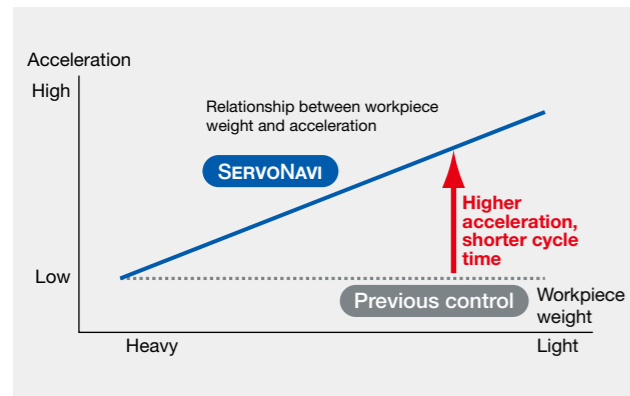 Acceleration
High
Relationship between workpiece
weight and acceleration
SERVONAVI
Higher
acceleration,
shorter cycle
time
Low
Previous control
Workpiece
weight
Heavy
Light